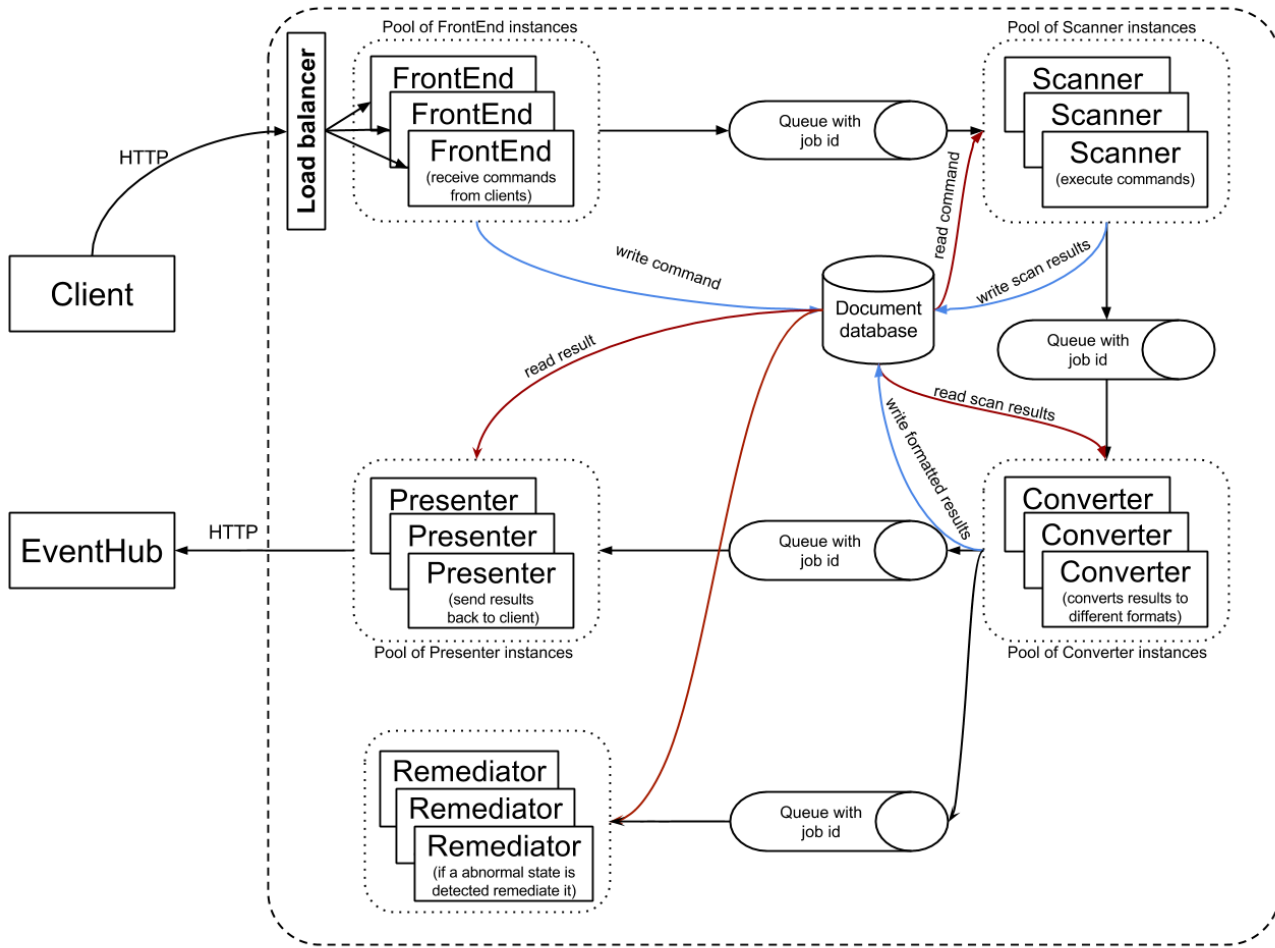 Pool of FrontEnd instances
Pool of Scanner instances
Load balancer
FrontEnd
FrontEnd
FrontEnd
(receive commands
from clients)
Queue with
job id
Scanner
Scanner
Scanner
(execute commands)
HTTP
Client
write command
read command
write scan results
Document
database
Queue with
job id
read result
read scan results
write formatted results
EventHub
HTTP
Presenter
Presenter
Presenter
(send results
back to client)
Pool of Presenter instances
Queue with
job id
Converter
Converter
Converter
(converts results to
different formats)
Pool of Converter instances
Remediator
Remediator
Remediator
(if a abnormal state is
detected remediate it)
Queue with
job id